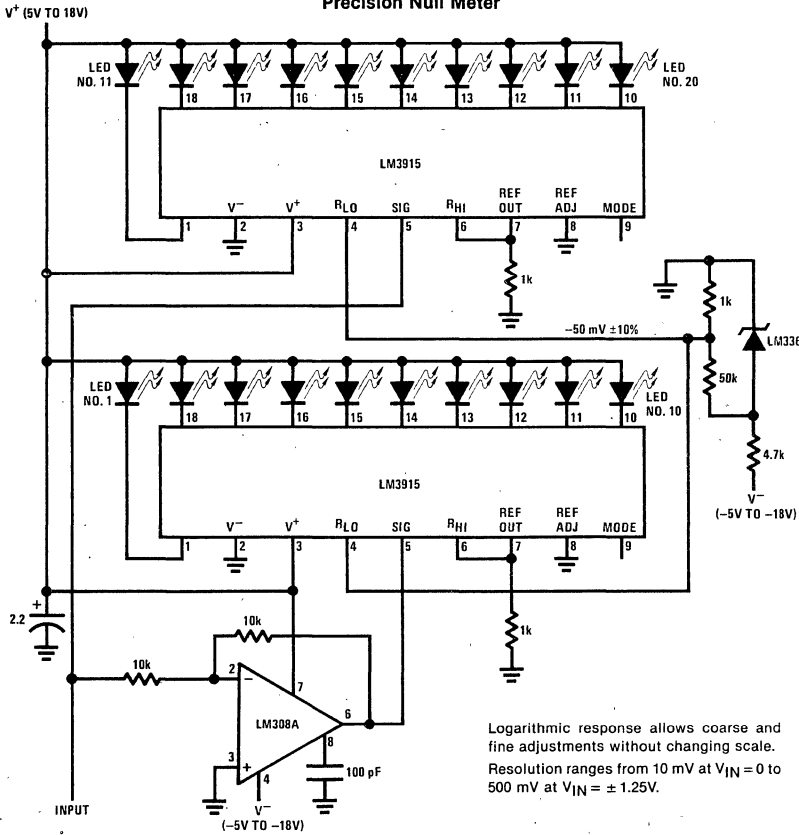 Precision Null Meter
V+ (5V TO 18V)
LED NO. 11
LED NO. 20
18 17 16 15 14 13 12 11 10
LM3915
V− V+ RLO SIG RHI REF OUT REF ADJ MODE
1 2 3 4 5 6 7 8 9
1k
1k
−50 mV ±10%
LM336
50k
LED NO. 1
LED NO. 10
18 17 16 15 14 13 12 11 10
4.7k
V−
(−5V TO −18V)
LM3915
V− V+ RLO SIG RHI REF OUT REF ADJ MODE
1 2 3 4 5 6 7 8 9
+
2.2
10k
1k
10k
2
−
7
LM308A
6
8
3
+
4
100 pF
INPUT
V−
(−5V TO −18V)
Logarithmic response allows coarse and
fine adjustments without changing scale.
Resolution ranges from 10 mV at VIN = 0 to
500 mV at VIN = ± 1.25V.